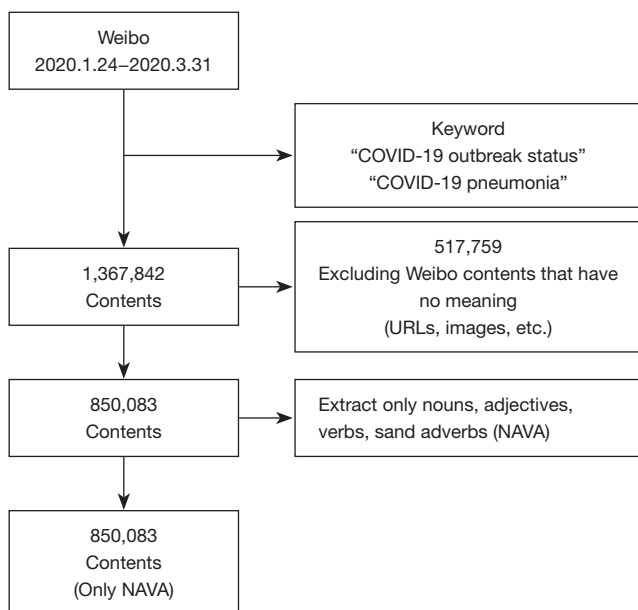 Weibo
2020.1.24–2020.3.31
Keyword
“COVID-19 outbreak status”
“COVID-19 pneumonia”
1,367,842
Contents
517,759
Excluding Weibo contents that have
no meaning
(URLs, images, etc.)
850,083
Contents
Extract only nouns, adjectives,
verbs, sand adverbs (NAVA)
850,083
Contents
(Only NAVA)